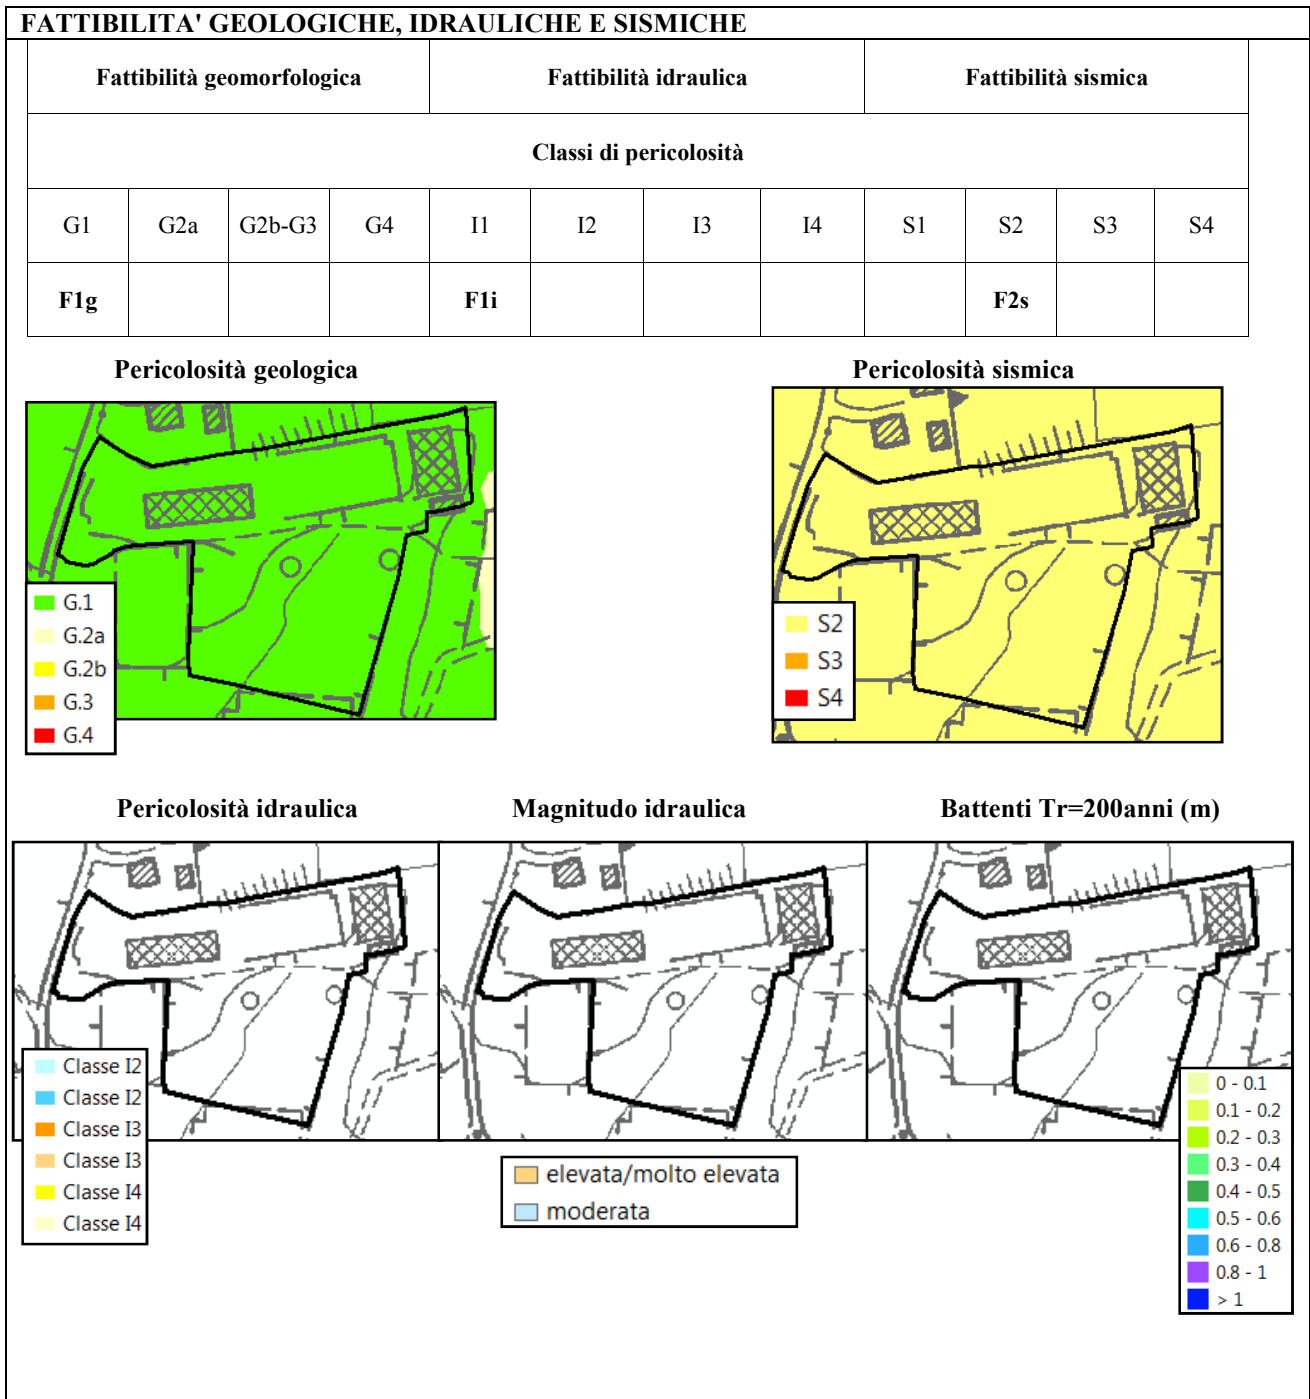 FATTIBILITA' GEOLOGICHE, IDRAULICHE E SISMICHE
Fattibilità geomorfologica Fattibilità idraulica Fattibilità sismica
Classi di pericolosità
G1 G2a G2b-G3 G4 I1 I2 I3 I4 S1 S2 S3 S4
F1g F1i F2s
Pericolosità geologica Pericolosità sismica
G.1
G.2a
G.2b
G.3
G.4
S2
S3
S4
Pericolosità idraulica Magnitudo idraulica Battenti Tr=200anni (m)
Classe I2
Classe I2
Classe I3
Classe I3
Classe I4
Classe I4
elevata/molto elevata
moderata
0 - 0.1
0.1 - 0.2
0.2 - 0.3
0.3 - 0.4
0.4 - 0.5
0.5 - 0.6
0.6 - 0.8
0.8 - 1
> 1